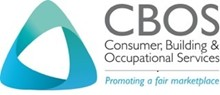 CBOS
Consumer, Building &
Occupational Services
Promoting a fair marketplace